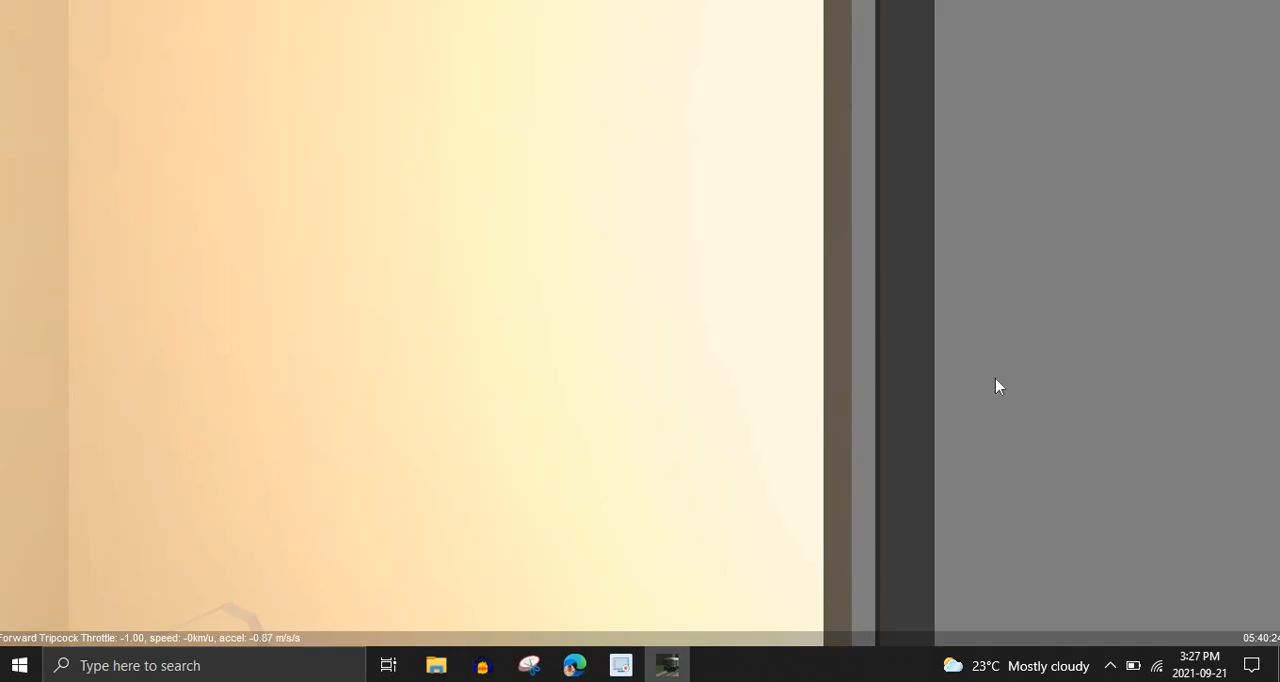 Forward Tripcock Throttle: -1.00, speed: -0km/u, accel: -0.87 m/s/s
05:40:24
Type here to search
23°C Mostly cloudy
3:27 PM
2021-09-21